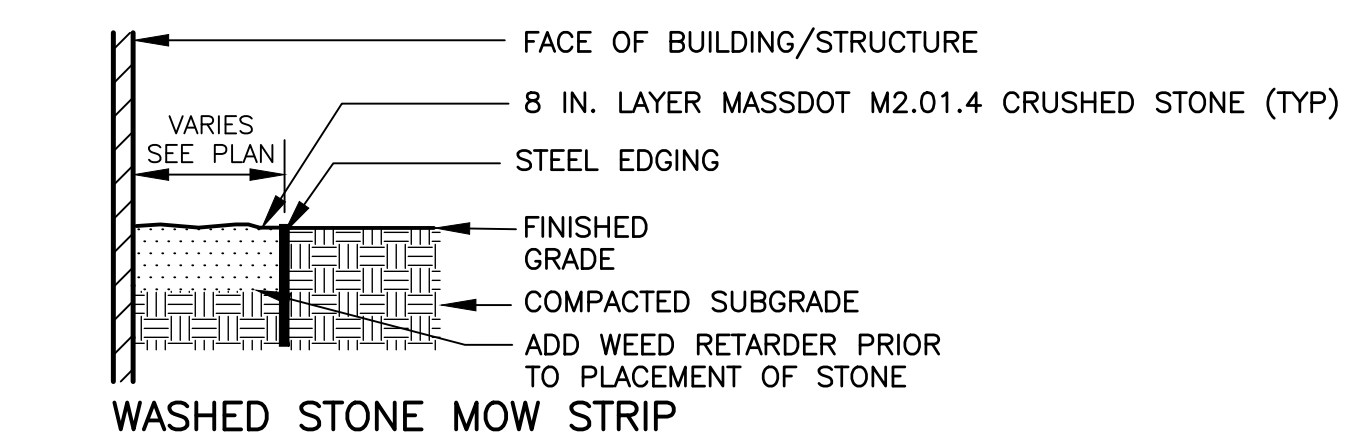 FACE OF BUILDING/STRUCTURE
8 IN. LAYER MASSDOT M2.01.4 CRUSHED STONE (TYP)
VARIES
SEE PLAN
STEEL EDGING
FINISHED
GRADE
COMPACTED SUBGRADE
ADD WEED RETARDER PRIOR
TO PLACEMENT OF STONE
WASHED STONE MOW STRIP